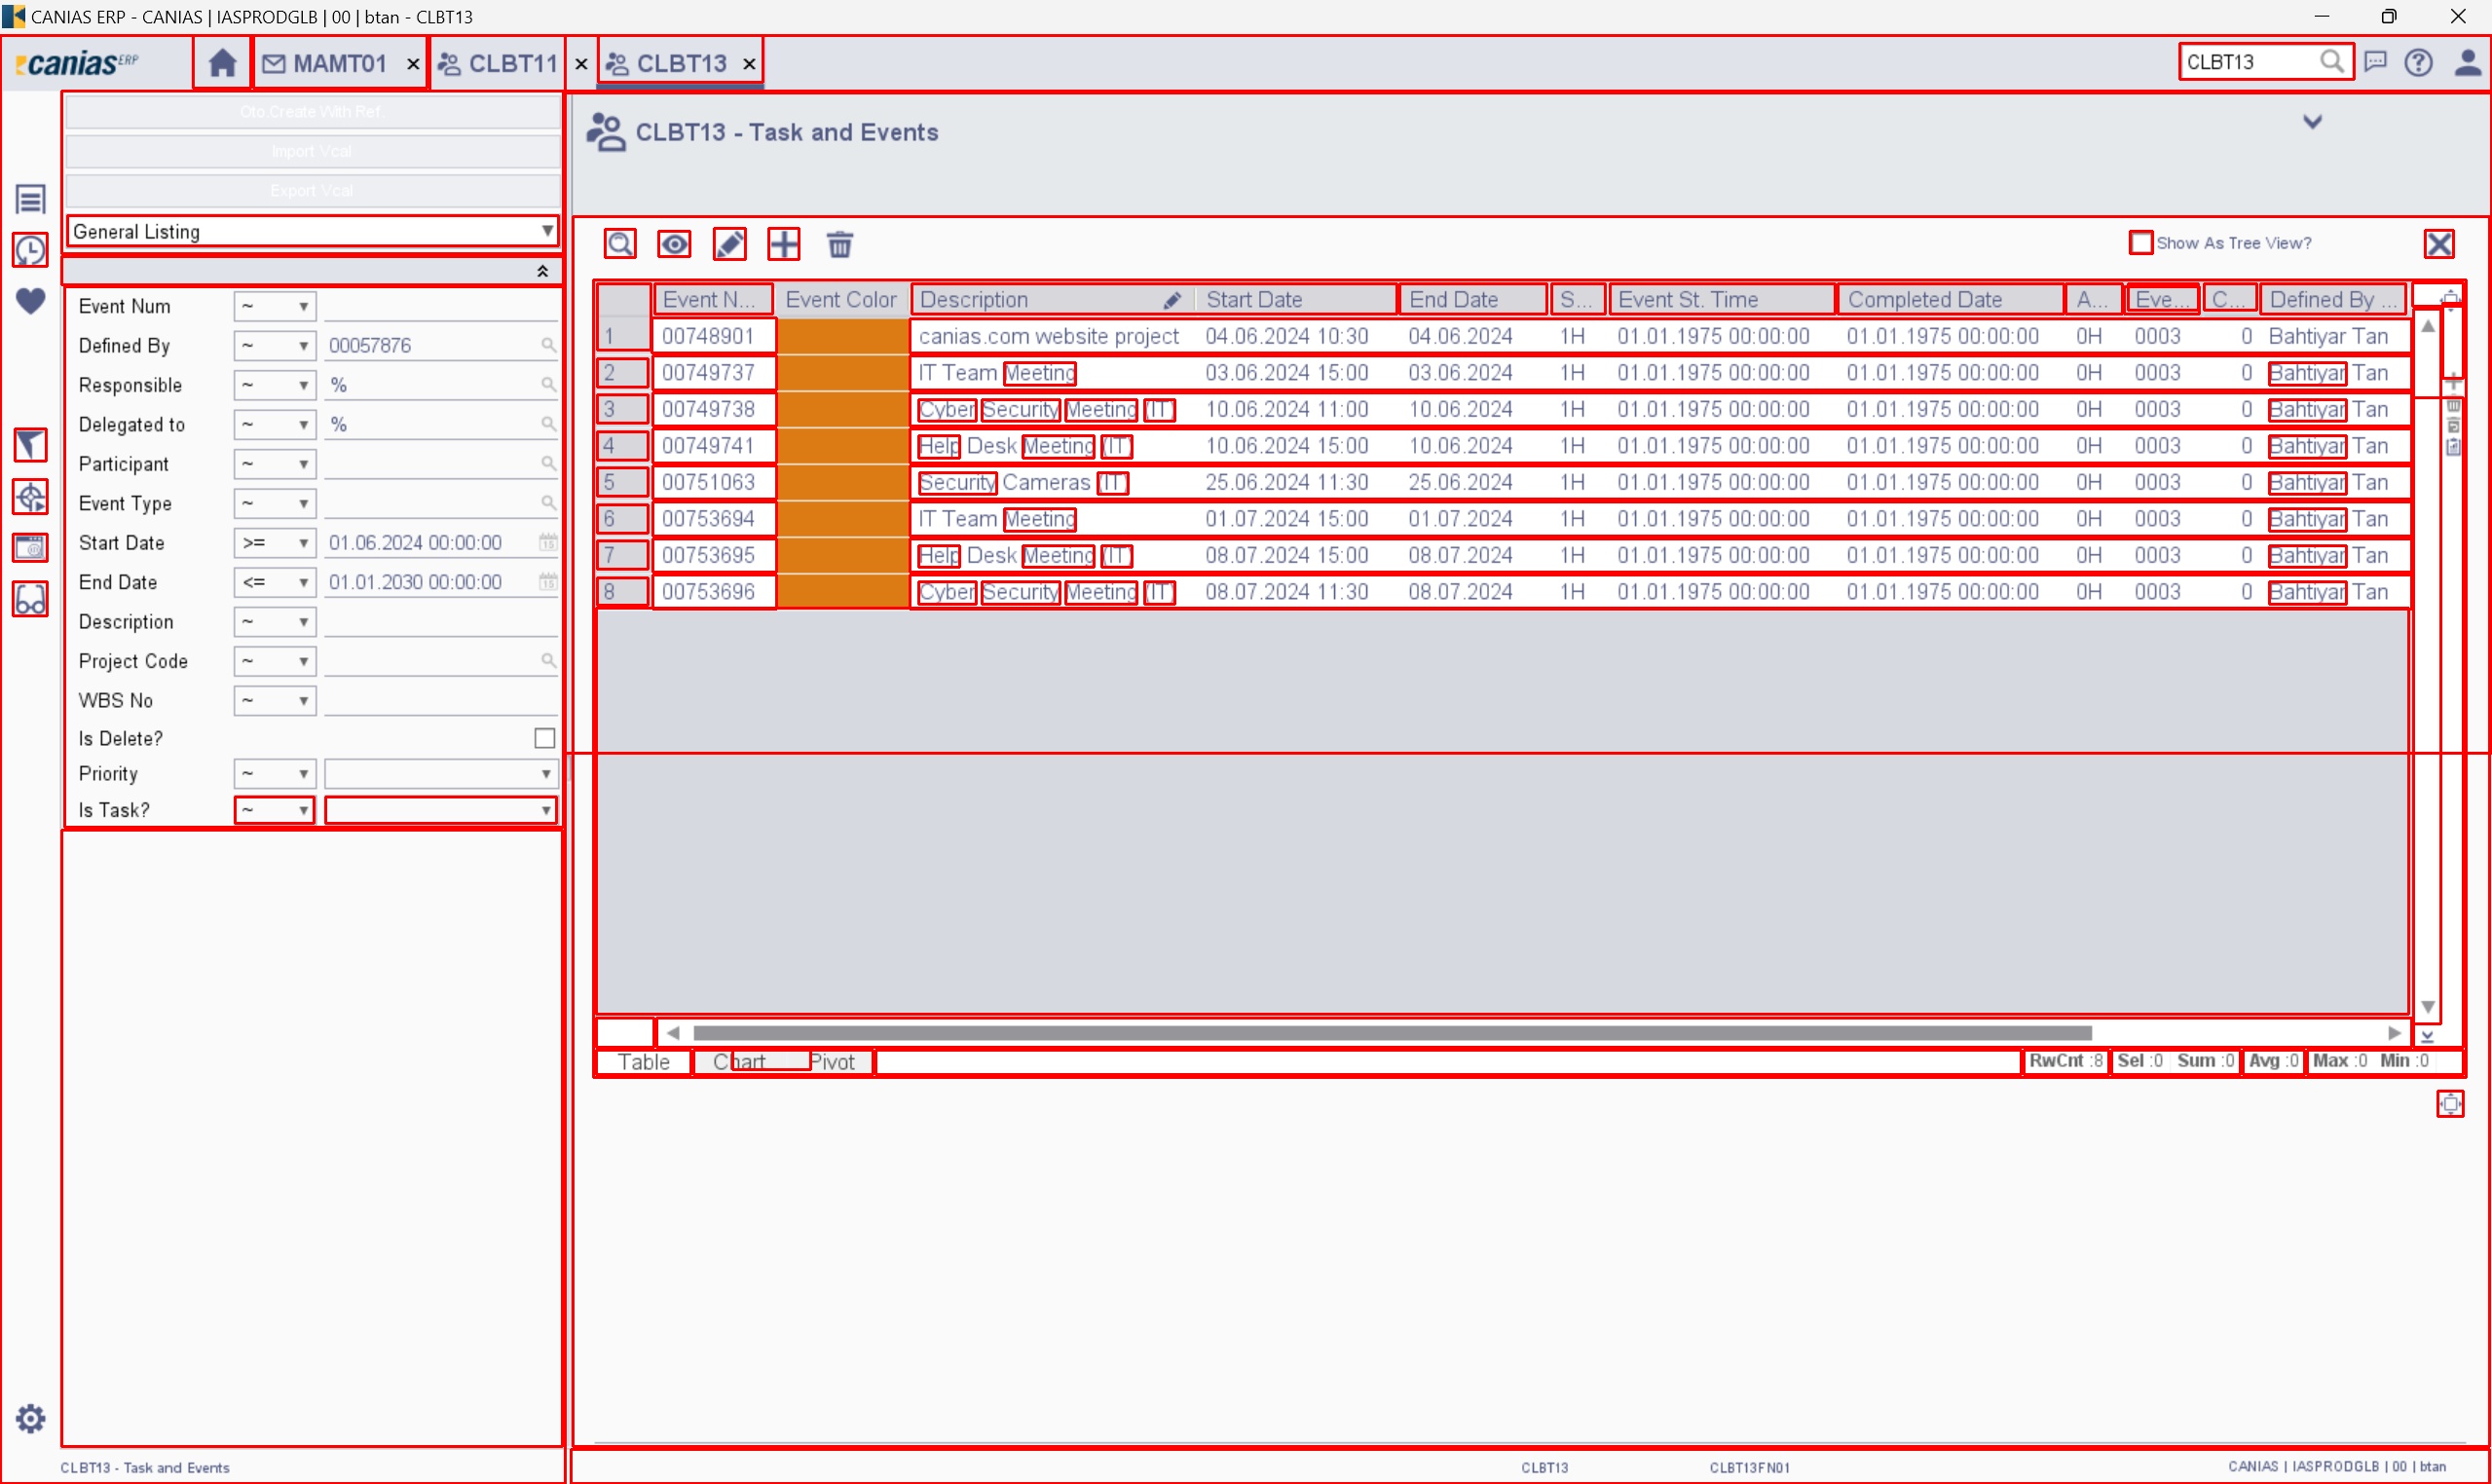 CANIAS ERP - CANIAS | IASPRODGLB | 00 | btan - CLBT13
canias ERP MAMT01 CLBT11 CLBT13 CLBT13
Oto.Create With Ref.
Import Vcal
Export Vcal
General Listing
Event Num ~
Defined By ~ 00057876
Responsible ~ %
Delegated to ~ %
Participant ~
Event Type ~
Start Date >= 01.06.2024 00:00:00
End Date <= 01.01.2030 00:00:00
Description ~
Project Code ~
WBS No ~
Is Delete?
Priority ~
Is Task? ~
CLBT13 - Task and Events
Show As Tree View?
Event N... Event Color Description Start Date End Date S... Event St. Time Completed Date A... Eve... C... Defined By ...
1 00748901 canias.com website project 04.06.2024 10:30 04.06.2024 1H 01.01.1975 00:00:00 01.01.1975 00:00:00 0H 0003 0 Bahtiyar Tan
2 00749737 IT Team Meeting 03.06.2024 15:00 03.06.2024 1H 01.01.1975 00:00:00 01.01.1975 00:00:00 0H 0003 0 Bahtiyar Tan
3 00749738 Cyber Security Meeting (IT) 10.06.2024 11:00 10.06.2024 1H 01.01.1975 00:00:00 01.01.1975 00:00:00 0H 0003 0 Bahtiyar Tan
4 00749741 Help Desk Meeting (IT) 10.06.2024 15:00 10.06.2024 1H 01.01.1975 00:00:00 01.01.1975 00:00:00 0H 0003 0 Bahtiyar Tan
5 00751063 Security Cameras (IT) 25.06.2024 11:30 25.06.2024 1H 01.01.1975 00:00:00 01.01.1975 00:00:00 0H 0003 0 Bahtiyar Tan
6 00753694 IT Team Meeting 01.07.2024 15:00 01.07.2024 1H 01.01.1975 00:00:00 01.01.1975 00:00:00 0H 0003 0 Bahtiyar Tan
7 00753695 Help Desk Meeting (IT) 08.07.2024 15:00 08.07.2024 1H 01.01.1975 00:00:00 01.01.1975 00:00:00 0H 0003 0 Bahtiyar Tan
8 00753696 Cyber Security Meeting (IT) 08.07.2024 11:30 08.07.2024 1H 01.01.1975 00:00:00 01.01.1975 00:00:00 0H 0003 0 Bahtiyar Tan
Table Chart Pivot RwCnt :8 Sel :0 Sum :0 Avg :0 Max :0 Min :0
CLBT13 - Task and Events CLBT13 CLBT13FN01 CANIAS | IASPRODGLB | 00 | btan